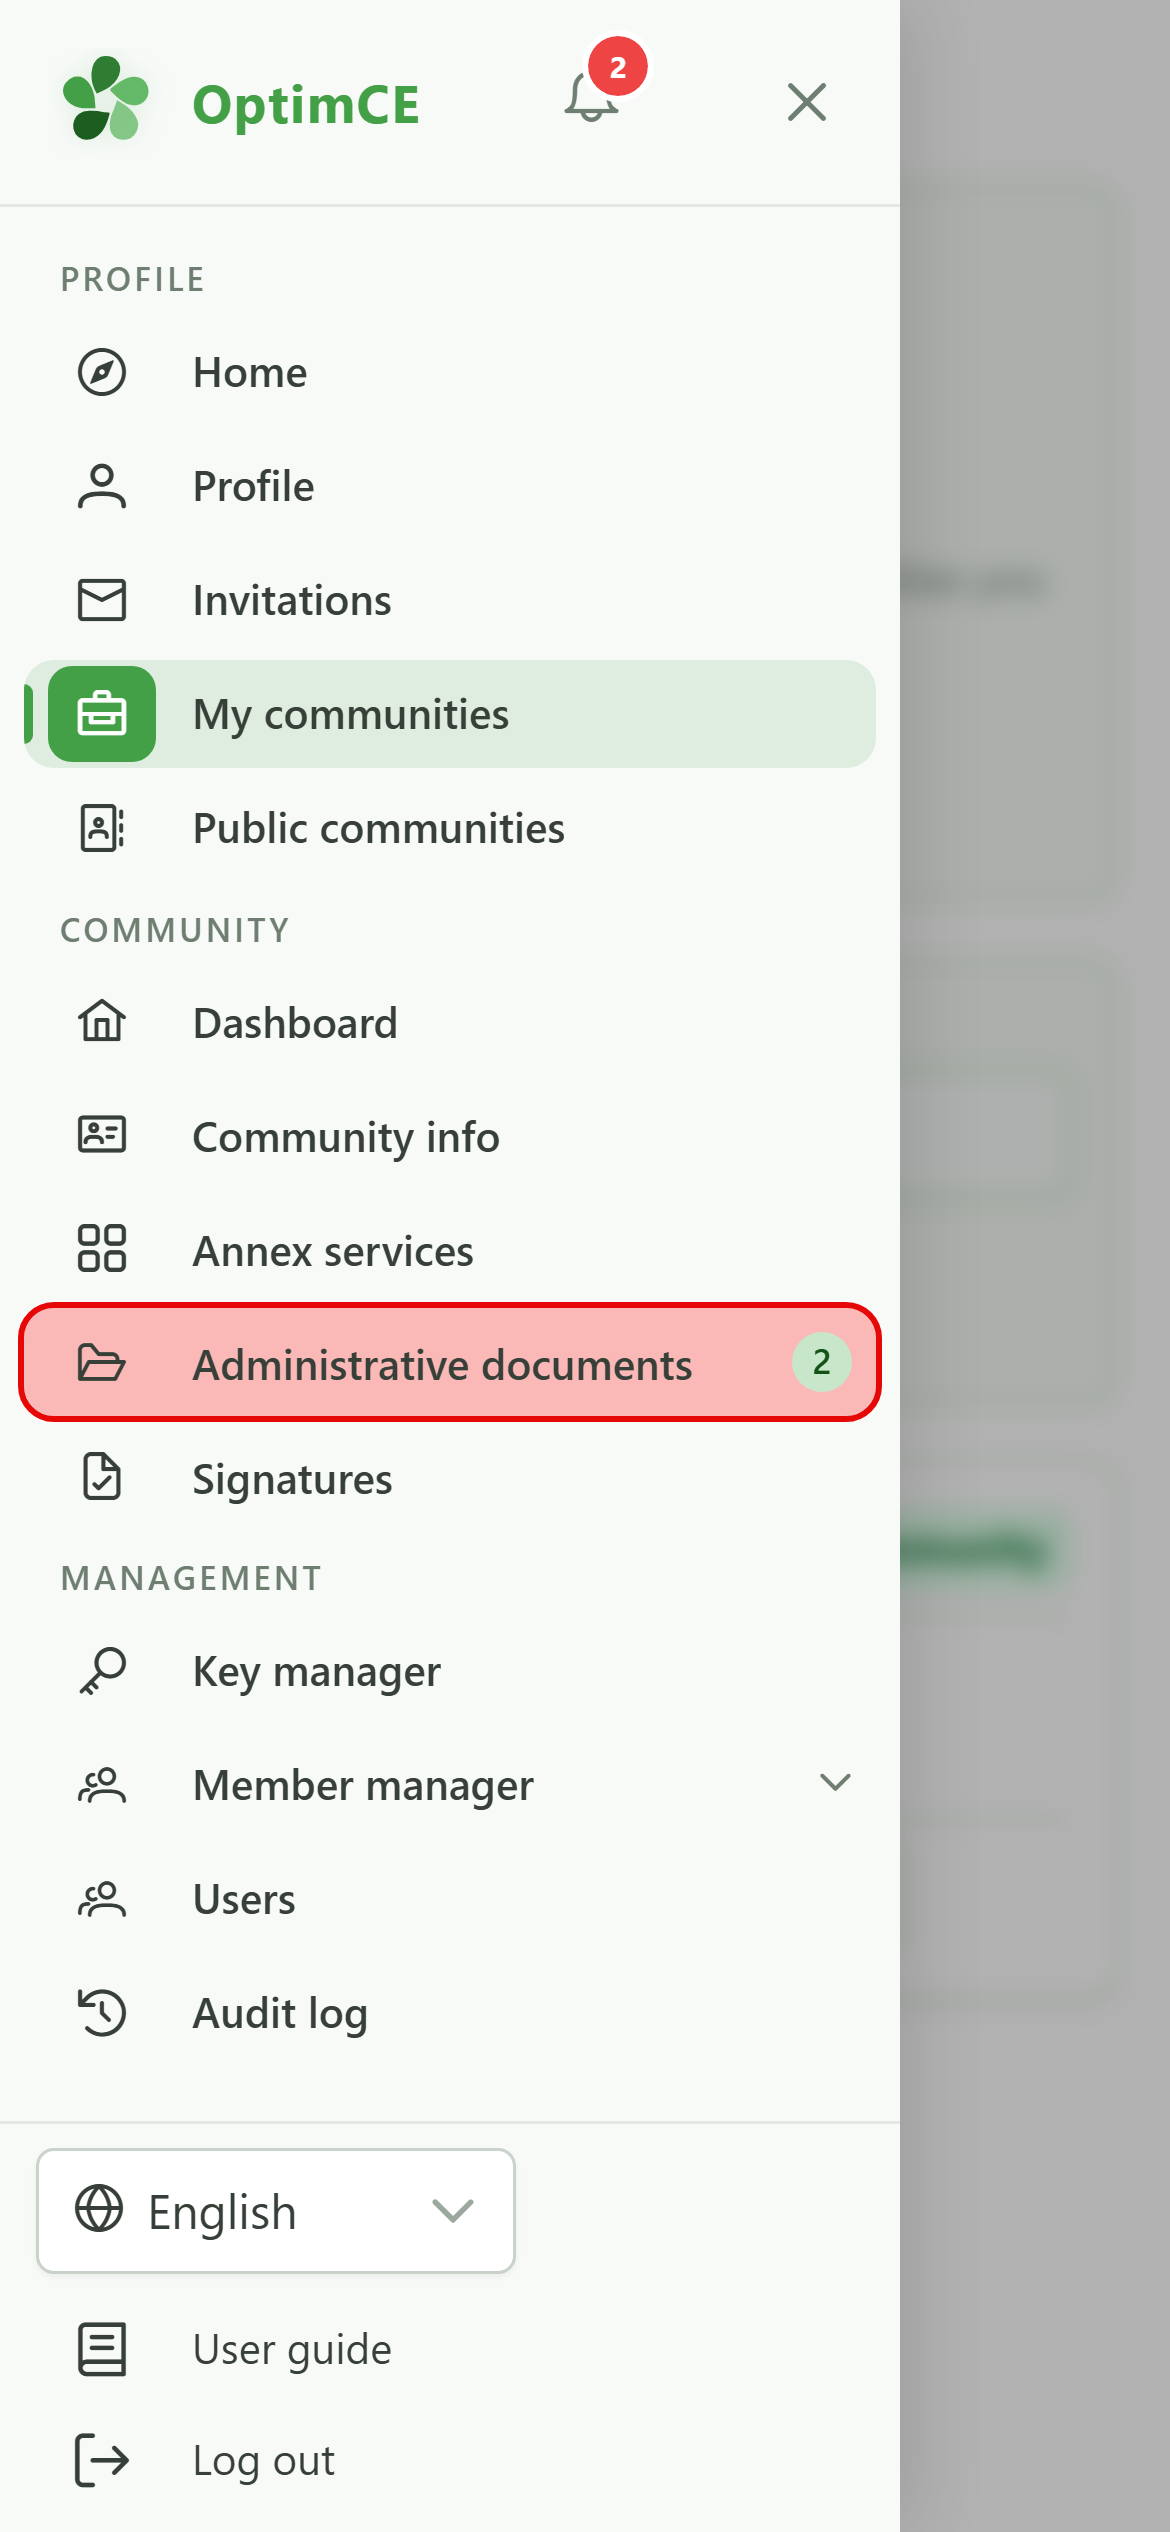 OptimCE
2
PROFILE
Home
Profile
Invitations
My communities
Public communities
COMMUNITY
Dashboard
Community info
Annex services
Administrative documents 2
Signatures
MANAGEMENT
Key manager
Member manager
Users
Audit log
English
User guide
Log out